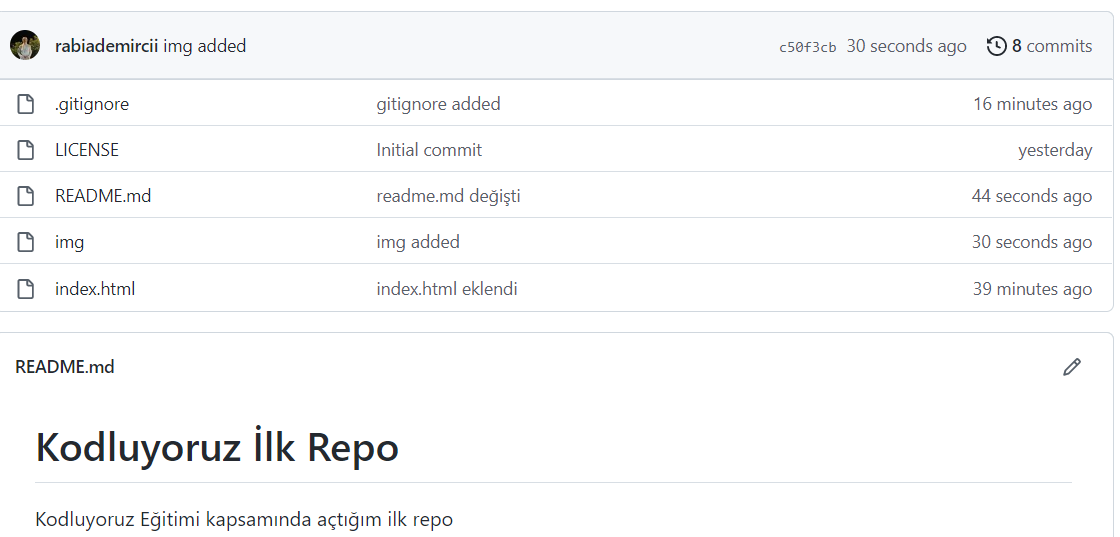 rabiademircii img added c50f3cb 30 seconds ago 8 commits
.gitignore gitignore added 16 minutes ago
LICENSE Initial commit yesterday
README.md readme.md değişti 44 seconds ago
img img added 30 seconds ago
index.html index.html eklendi 39 minutes ago
README.md
Kodluyoruz İlk Repo
Kodluyoruz Eğitimi kapsamında açtığım ilk repo